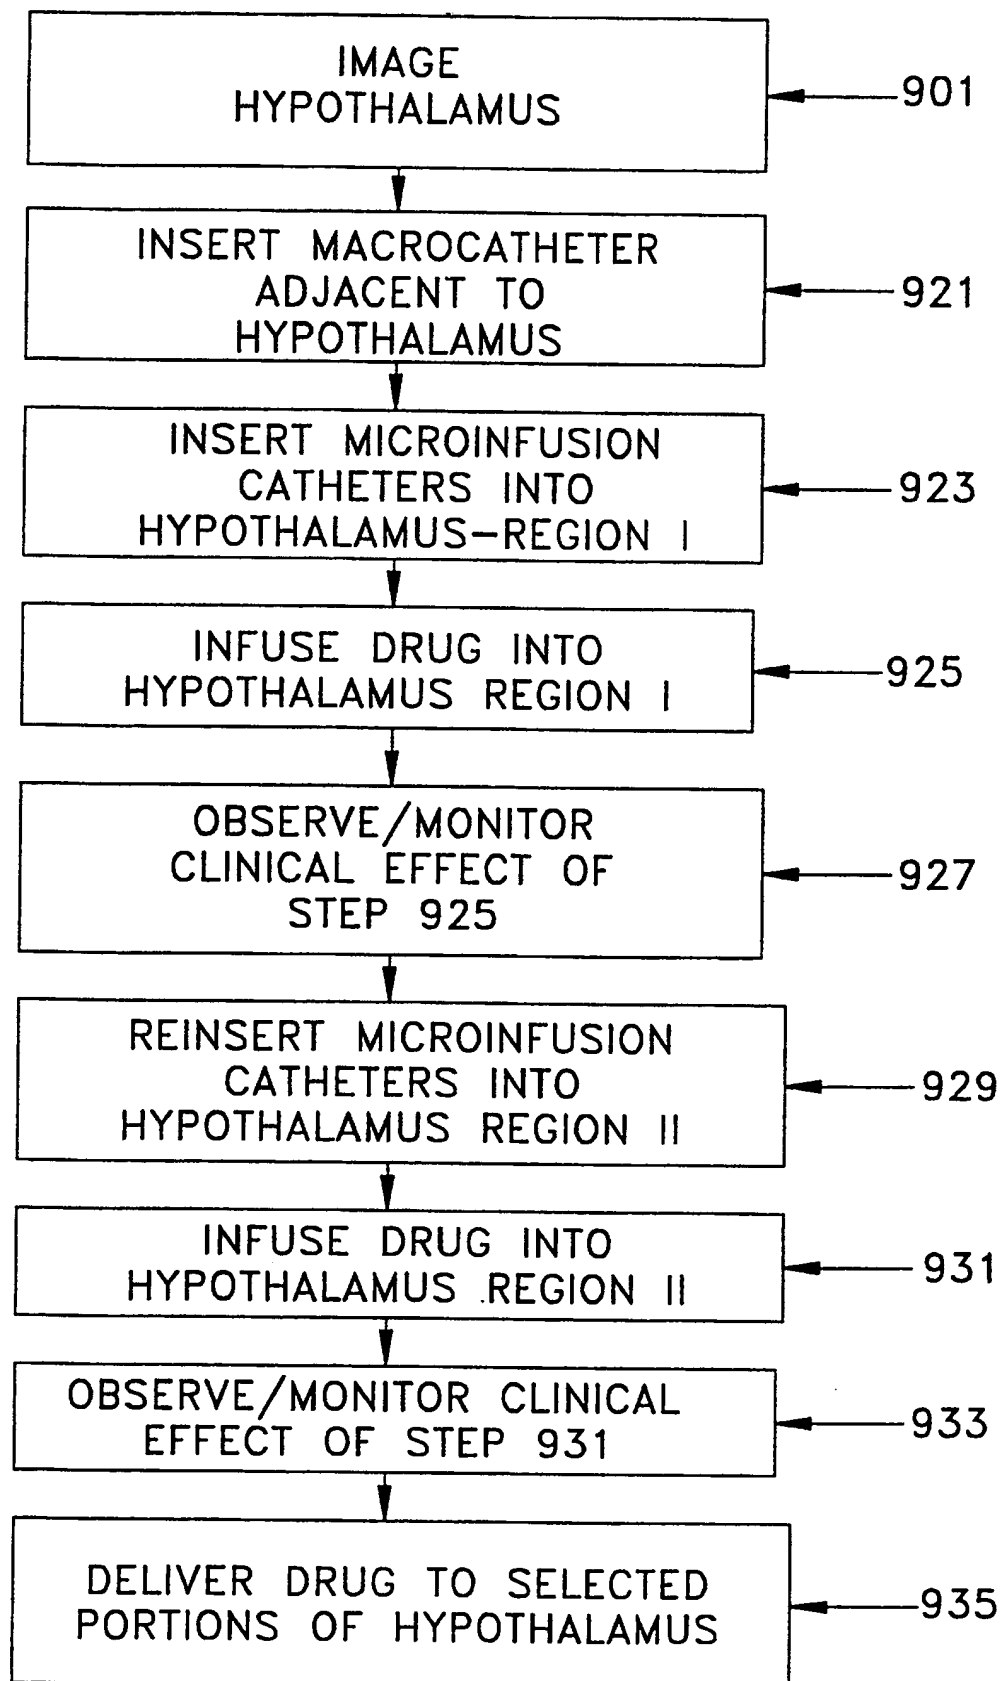 IMAGE
HYPOTHALAMUS
901
INSERT MACROCATHETER
ADJACENT TO
HYPOTHALAMUS
921
INSERT MICROINFUSION
CATHETERS INTO
HYPOTHALAMUS-REGION I
923
INFUSE DRUG INTO
HYPOTHALAMUS REGION I
925
OBSERVE/MONITOR
CLINICAL EFFECT OF
STEP 925
927
REINSERT MICROINFUSION
CATHETERS INTO
HYPOTHALAMUS REGION II
929
INFUSE DRUG INTO
HYPOTHALAMUS REGION II
931
OBSERVE/MONITOR CLINICAL
EFFECT OF STEP 931
933
DELIVER DRUG TO SELECTED
PORTIONS OF HYPOTHALAMUS
935